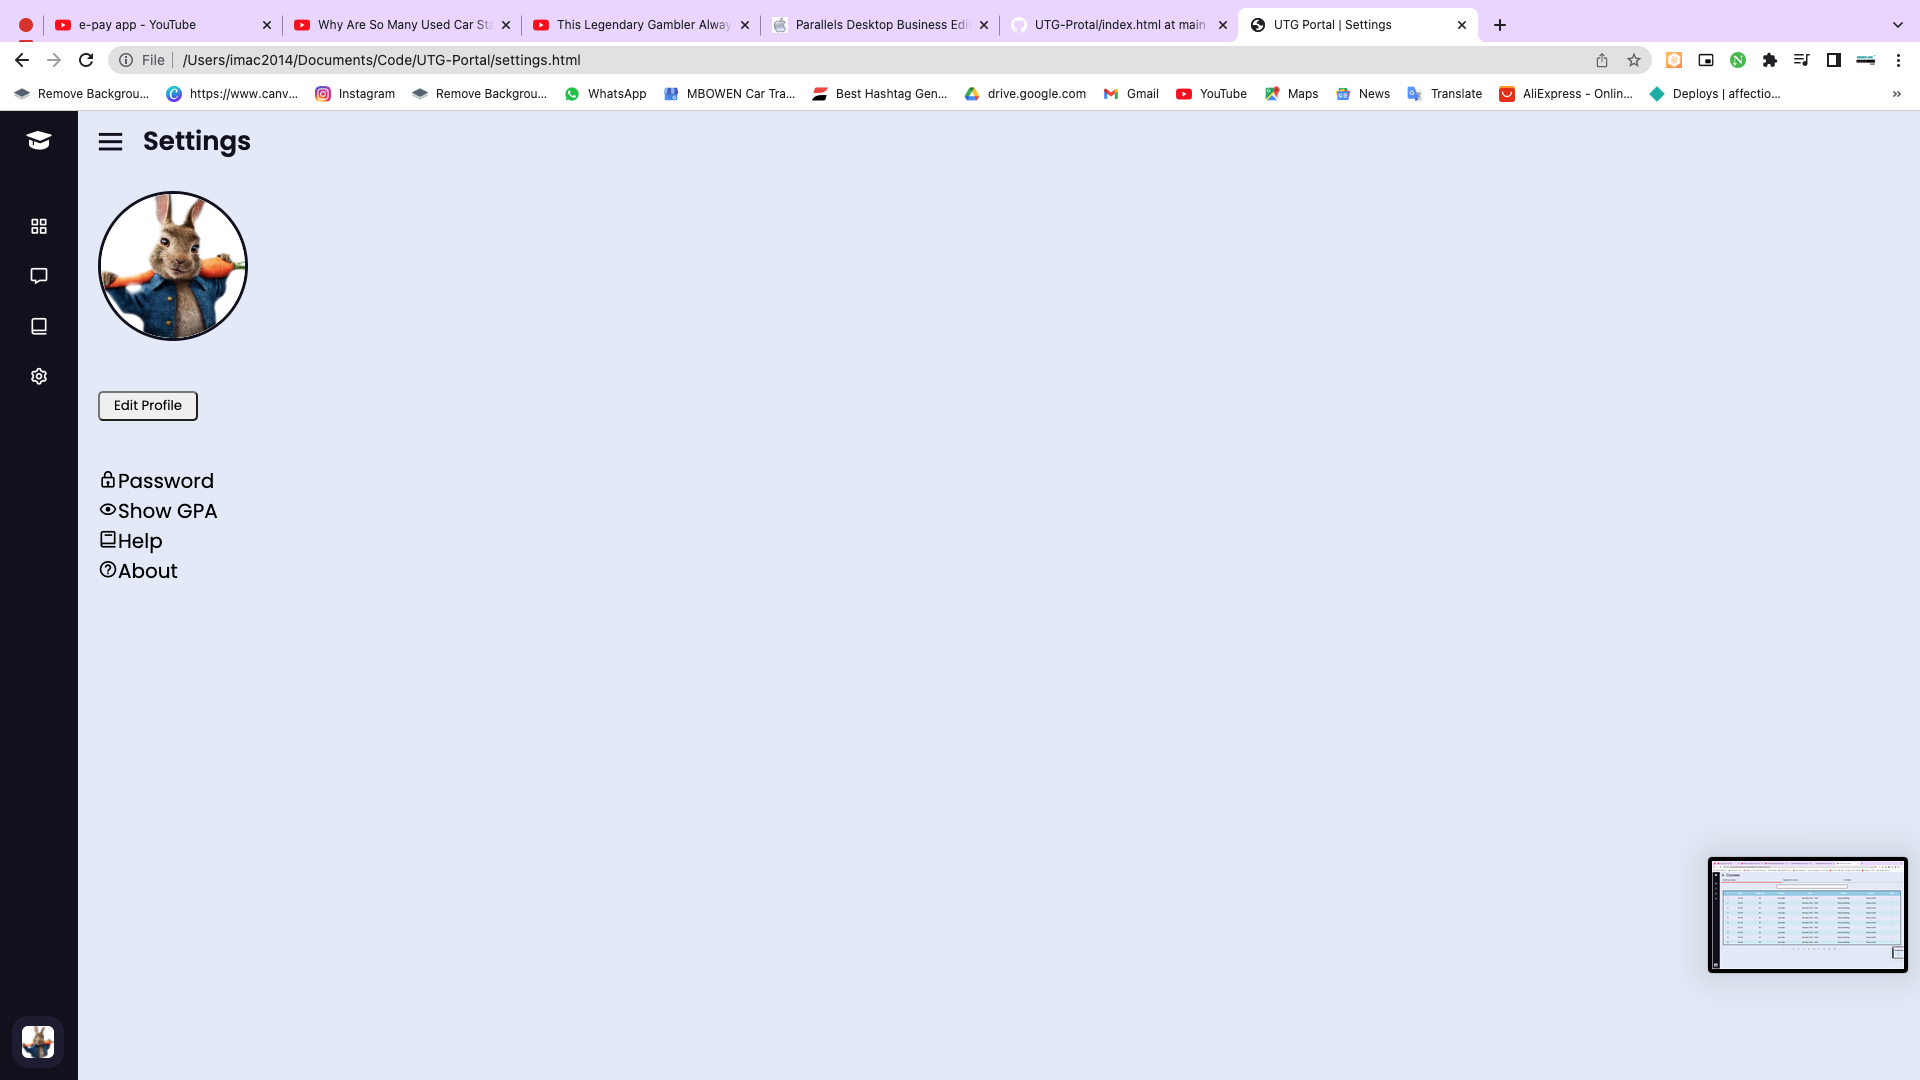 e-pay app - YouTube
Why Are So Many Used Car Sta
This Legendary Gambler Alway
Parallels Desktop Business Edi
UTG-Protal/index.html at main
UTG Portal | Settings
File
/Users/imac2014/Documents/Code/UTG-Portal/settings.html
Remove Backgrou...
https://www.canv...
Instagram
Remove Backgrou...
WhatsApp
MBOWEN Car Tra...
Best Hashtag Gen...
drive.google.com
Gmail
YouTube
Maps
News
Translate
AliExpress - Onlin...
Deploys | affectio...
Settings
Edit Profile
Password
Show GPA
Help
About
Courses